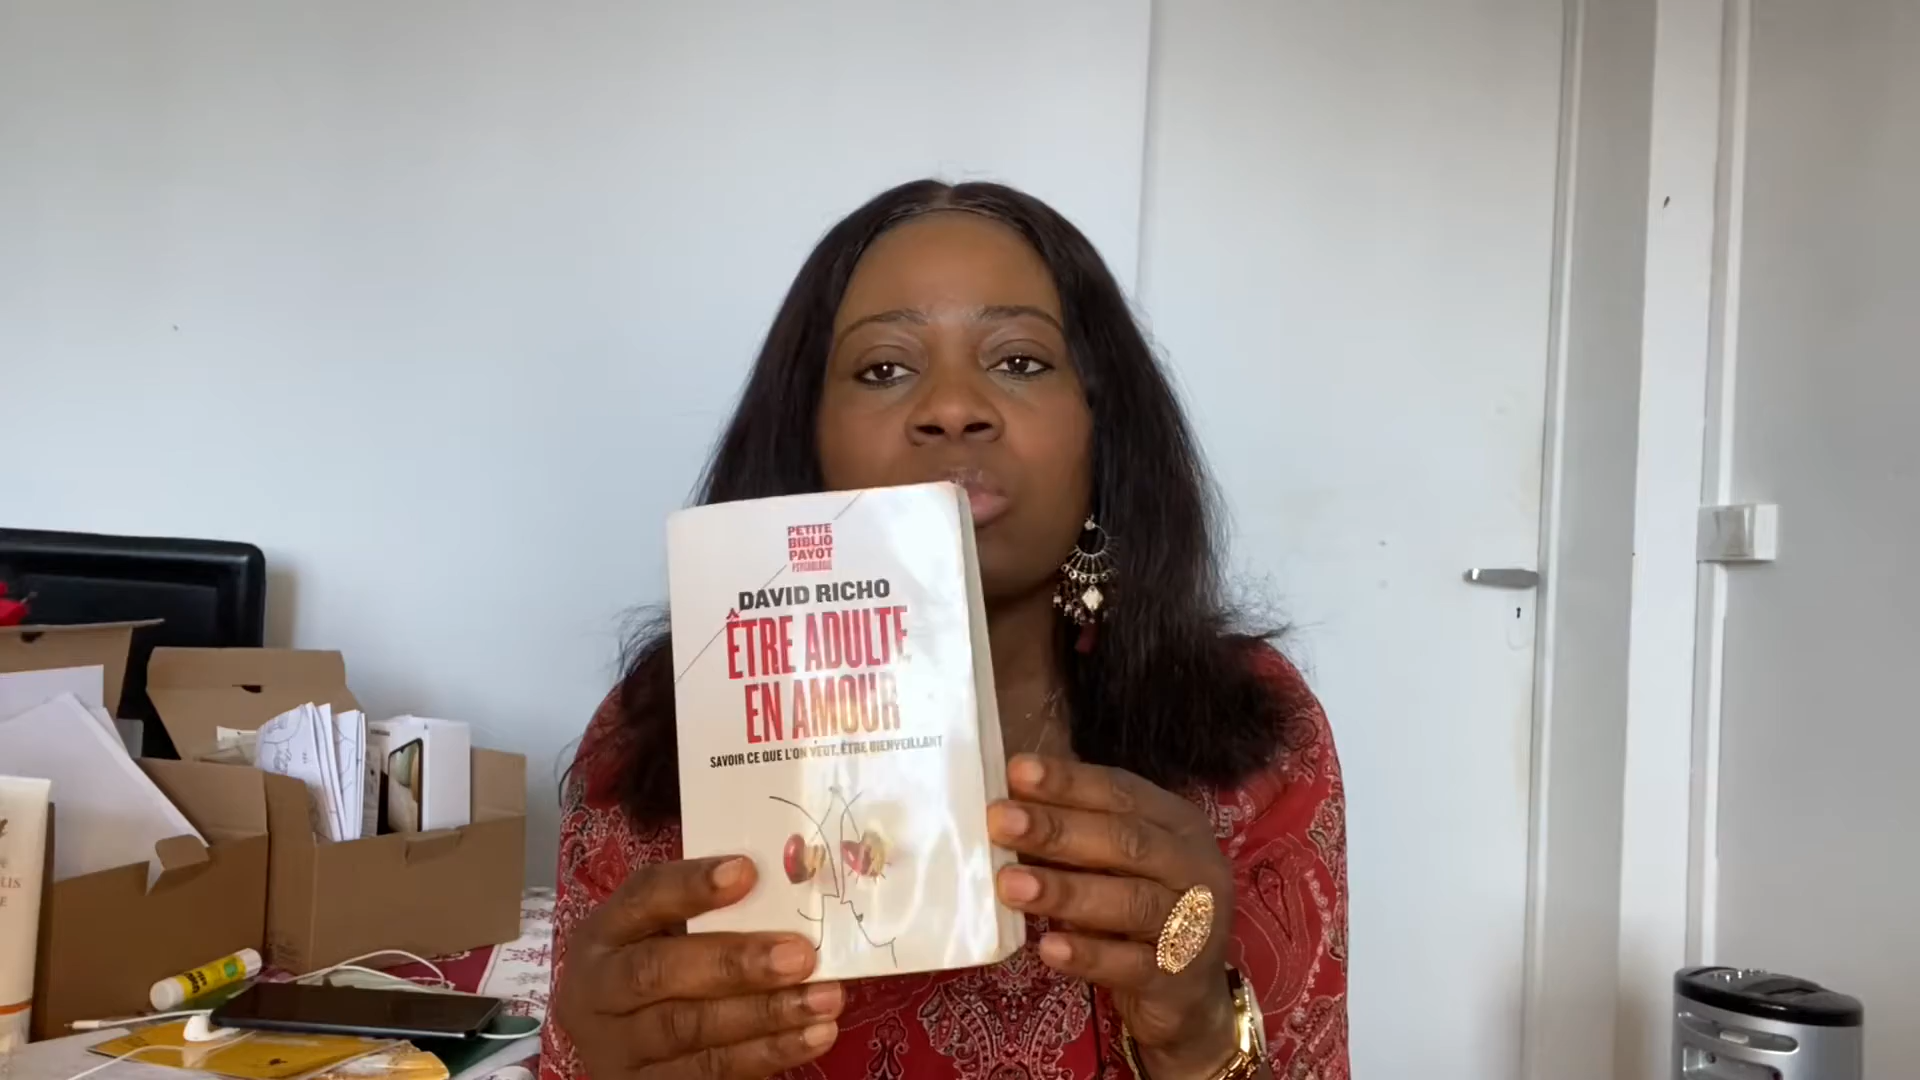 PETITE
BIBLIO
PAYOT
PSYCHOLOGIE
DAVID RICHO
ÊTRE ADULTE
EN AMOUR
SAVOIR CE QUE L'ON VEUT, ÊTRE BIENVEILLANT